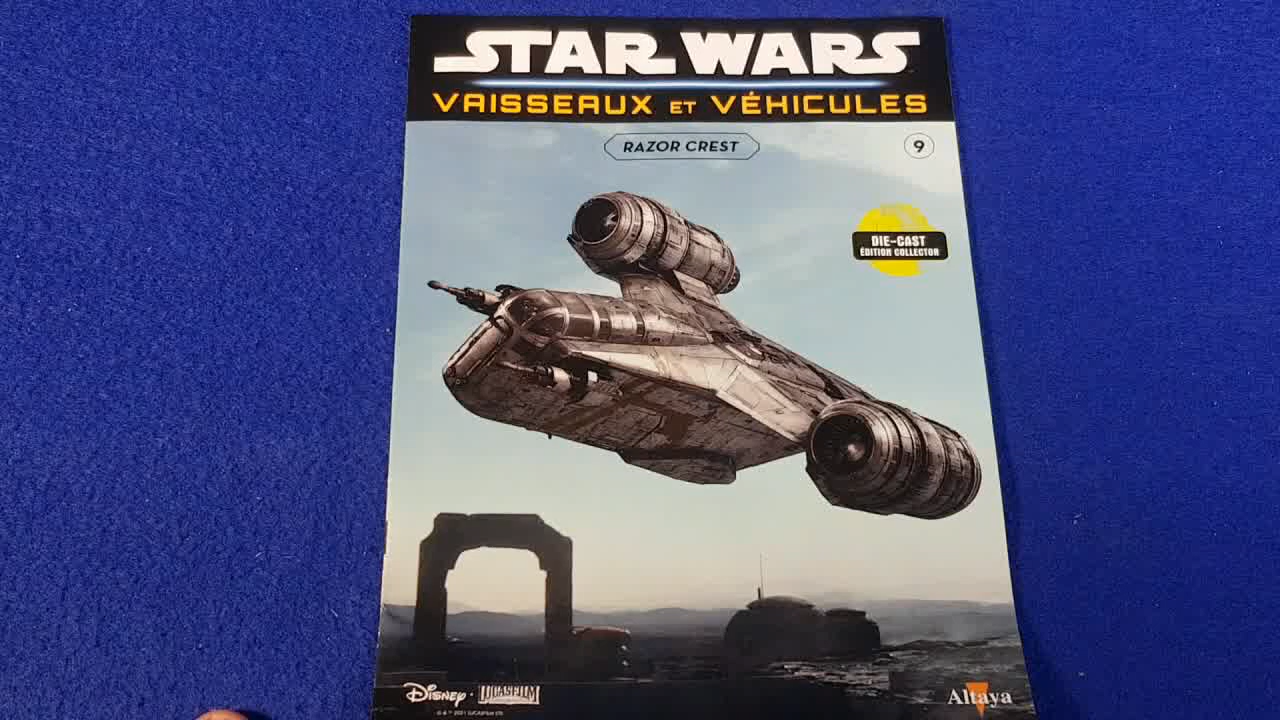 STAR WARS
VAISSEAUX ET VÉHICULES
RAZOR CREST
9
DIE-CAST
ÉDITION COLLECTOR
DISNEY · LUCASFILM
Altaya